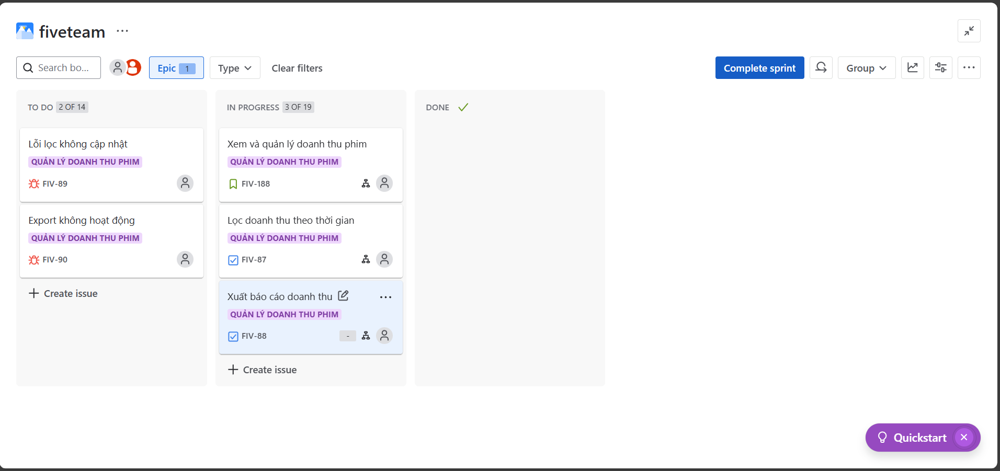 fiveteam
Search bo...
Epic 1
Type
Clear filters
Complete sprint
Group
TO DO 2 OF 14
Lỗi lọc không cập nhật
QUẢN LÝ DOANH THU PHIM
FIV-89
Export không hoạt động
QUẢN LÝ DOANH THU PHIM
FIV-90
Create issue
IN PROGRESS 3 OF 19
Xem và quản lý doanh thu phim
QUẢN LÝ DOANH THU PHIM
FIV-188
Lọc doanh thu theo thời gian
QUẢN LÝ DOANH THU PHIM
FIV-87
Xuất báo cáo doanh thu
QUẢN LÝ DOANH THU PHIM
FIV-88 -
Create issue
DONE
Quickstart